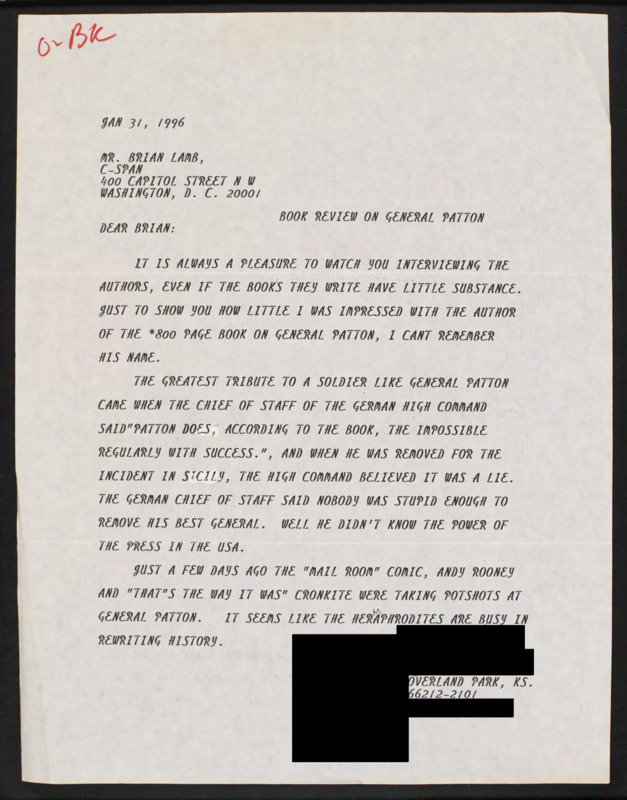 O-BK
JAN 31, 1996
MR. BRIAN LAMB,
C-SPAN
400 CAPITOL STREET N W
WASHINGTON, D. C. 20001
BOOK REVIEW ON GENERAL PATTON
DEAR BRIAN:
IT IS ALWAYS A PLEASURE TO WATCH YOU INTERVIEWING THE
AUTHORS, EVEN IF THE BOOKS THEY WRITE HAVE LITTLE SUBSTANCE.
JUST TO SHOW YOU HOW LITTLE I WAS IMPRESSED WITH THE AUTHOR
OF THE *800 PAGE BOOK ON GENERAL PATTON, I CANT REMEMBER
HIS NAME.
THE GREATEST TRIBUTE TO A SOLDIER LIKE GENERAL PATTON
CAME WHEN THE CHIEF OF STAFF OF THE GERMAN HIGH COMMAND
SAID"PATTON DOES, ACCORDING TO THE BOOK, THE IMPOSSIBLE
REGULARLY WITH SUCCESS.", AND WHEN HE WAS REMOVED FOR THE
INCIDENT IN SICILY, THE HIGH COMMAND BELIEVED IT WAS A LIE.
THE GERMAN CHIEF OF STAFF SAID NOBODY WAS STUPID ENOUGH TO
REMOVE HIS BEST GENERAL. WELL HE DIDN'T KNOW THE POWER OF
THE PRESS IN THE USA.
JUST A FEW DAYS AGO THE "MAIL ROOM" COMIC, ANDY ROONEY
AND "THAT"S THE WAY IT WAS" CRONKITE WERE TAKING POTSHOTS AT
GENERAL PATTON. IT SEEMS LIKE THE HERAPHRODITES ARE BUSY IN
REWRITING HISTORY.
OVERLAND PARK, KS.
66212-2101